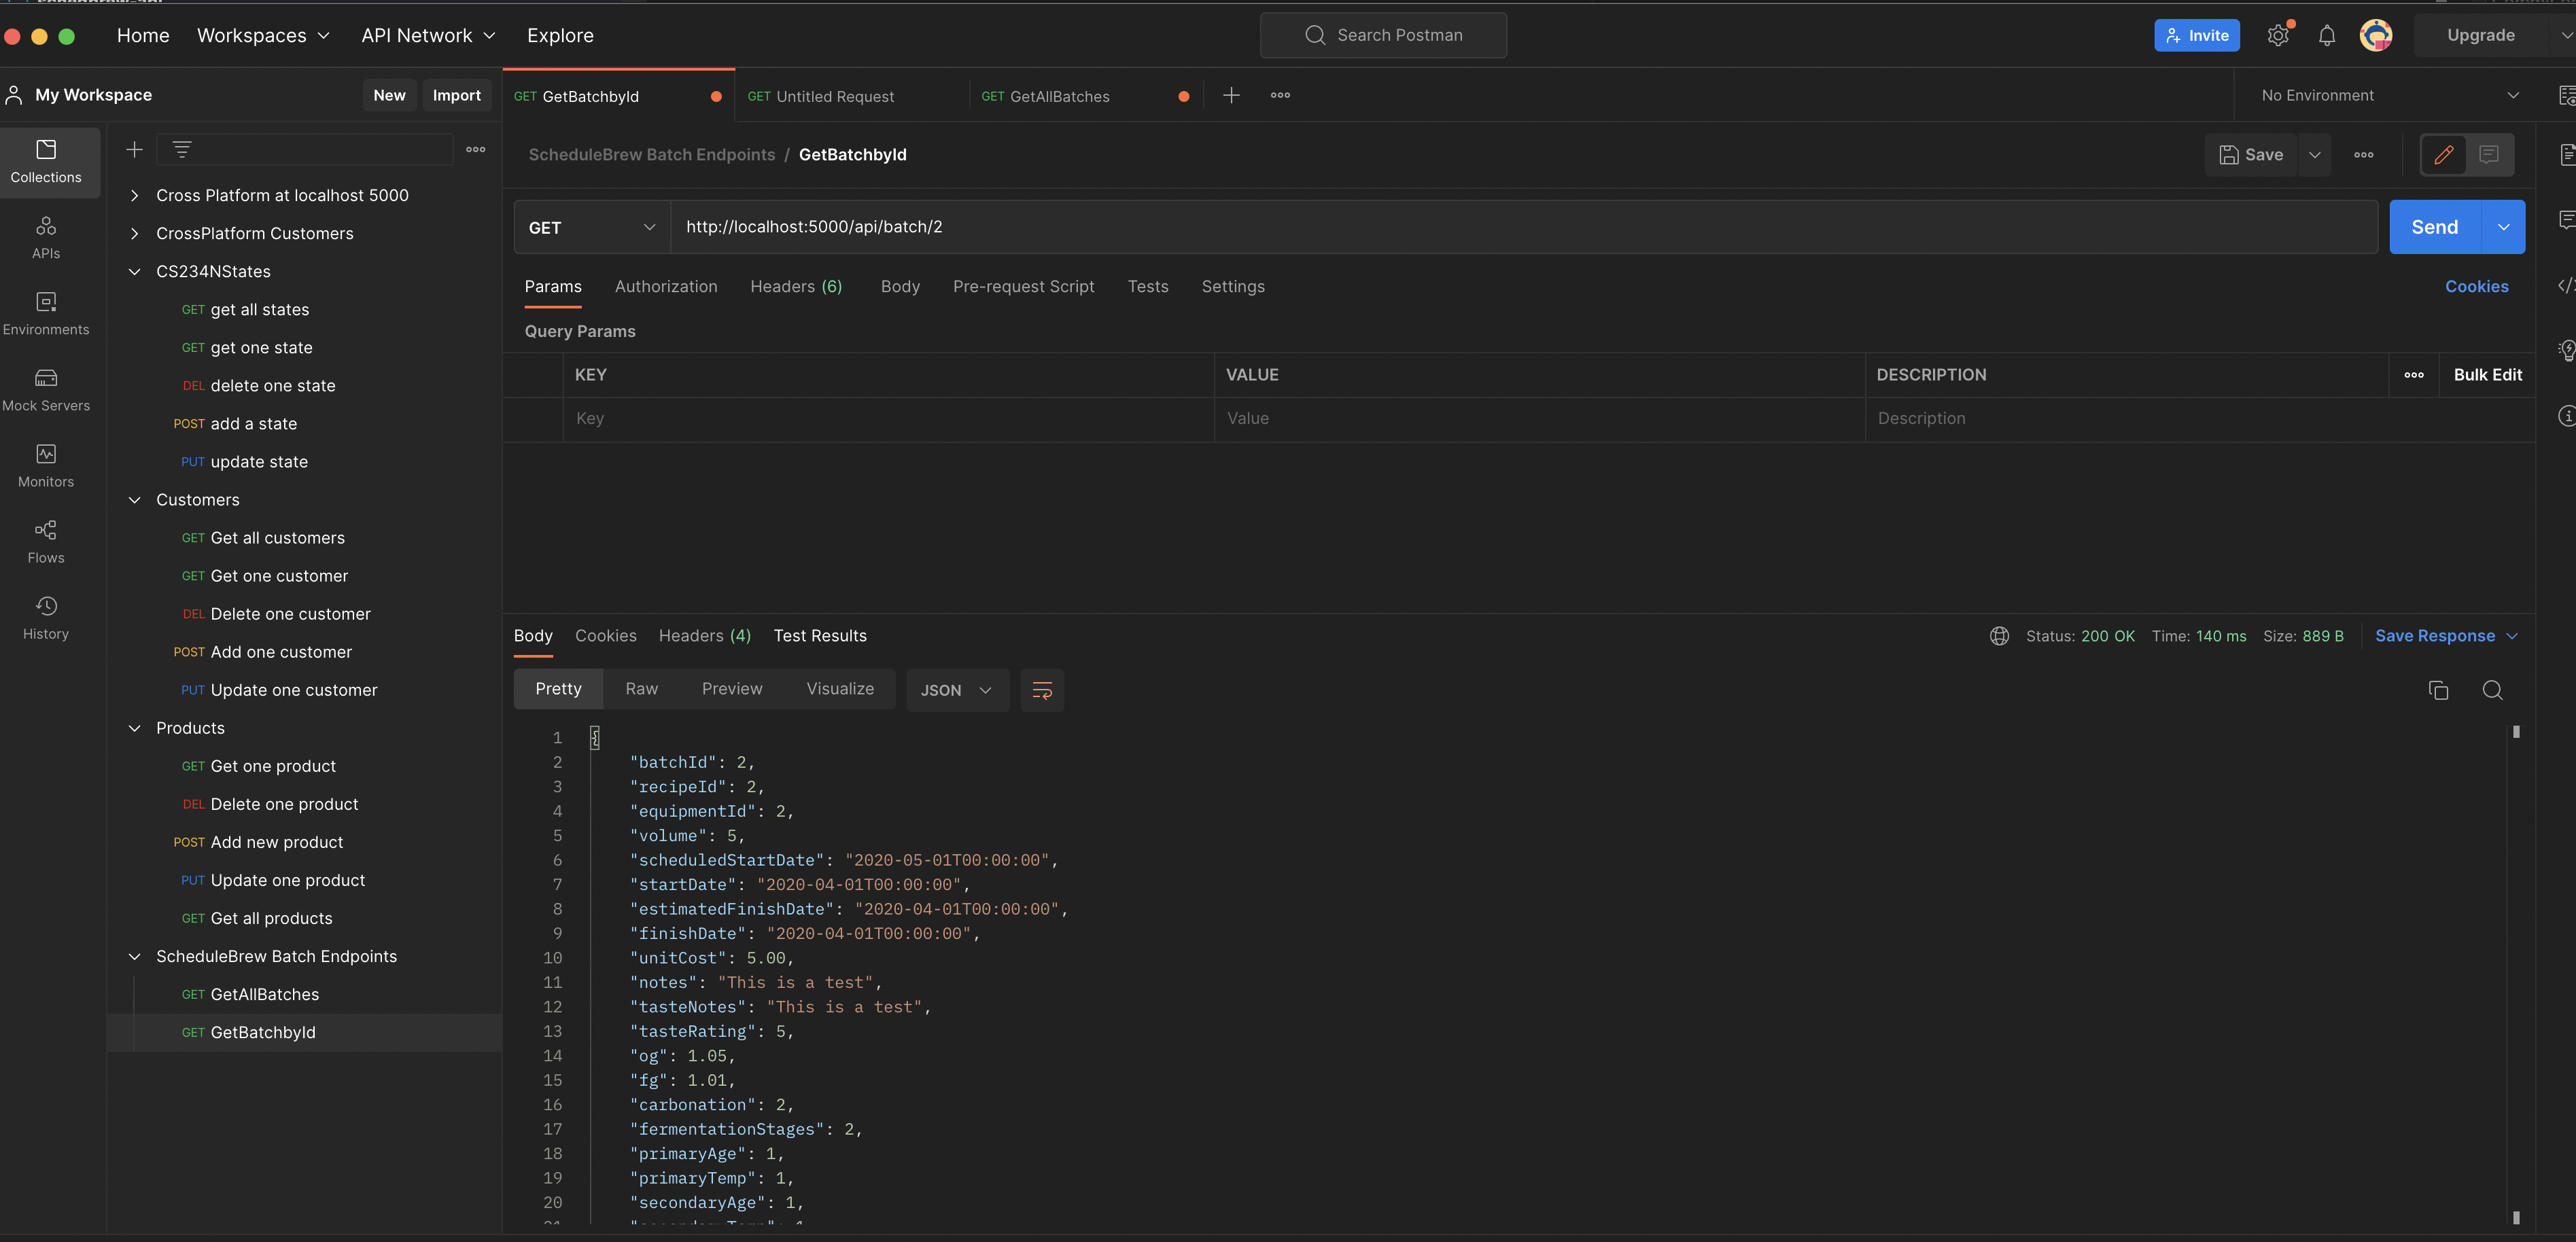 Home Workspaces API Network Explore Search Postman Invite Upgrade
My Workspace New Import GET GetBatchbyId GET Untitled Request GET GetAllBatches No Environment
Collections
APIs
Environments
Mock Servers
Monitors
Flows
History
Cross Platform at localhost 5000
CrossPlatform Customers
CS234NStates
GET get all states
GET get one state
DEL delete one state
POST add a state
PUT update state
Customers
GET Get all customers
GET Get one customer
DEL Delete one customer
POST Add one customer
PUT Update one customer
Products
GET Get one product
DEL Delete one product
POST Add new product
PUT Update one product
GET Get all products
ScheduleBrew Batch Endpoints
GET GetAllBatches
GET GetBatchbyId
ScheduleBrew Batch Endpoints / GetBatchbyId Save
GET http://localhost:5000/api/batch/2 Send
Params Authorization Headers (6) Body Pre-request Script Tests Settings Cookies
Query Params
KEY VALUE DESCRIPTION Bulk Edit
Key Value Description
Body Cookies Headers (4) Test Results Status: 200 OK Time: 140 ms Size: 889 B Save Response
Pretty Raw Preview Visualize JSON
1 {
2 "batchId": 2,
3 "recipeId": 2,
4 "equipmentId": 2,
5 "volume": 5,
6 "scheduledStartDate": "2020-05-01T00:00:00",
7 "startDate": "2020-04-01T00:00:00",
8 "estimatedFinishDate": "2020-04-01T00:00:00",
9 "finishDate": "2020-04-01T00:00:00",
10 "unitCost": 5.00,
11 "notes": "This is a test",
12 "tasteNotes": "This is a test",
13 "tasteRating": 5,
14 "og": 1.05,
15 "fg": 1.01,
16 "carbonation": 2,
17 "fermentationStages": 2,
18 "primaryAge": 1,
19 "primaryTemp": 1,
20 "secondaryAge": 1,